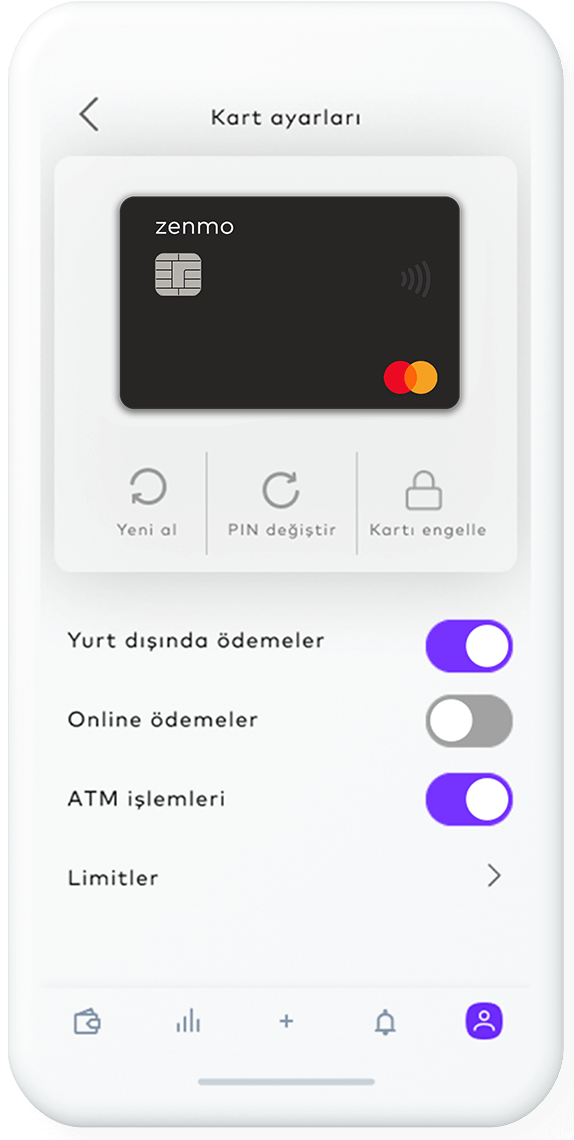 Kart ayarları
zenmo
Yeni al
PIN değiştir
Kartı engelle
Yurt dışında ödemeler
Online ödemeler
ATM işlemleri
Limitler